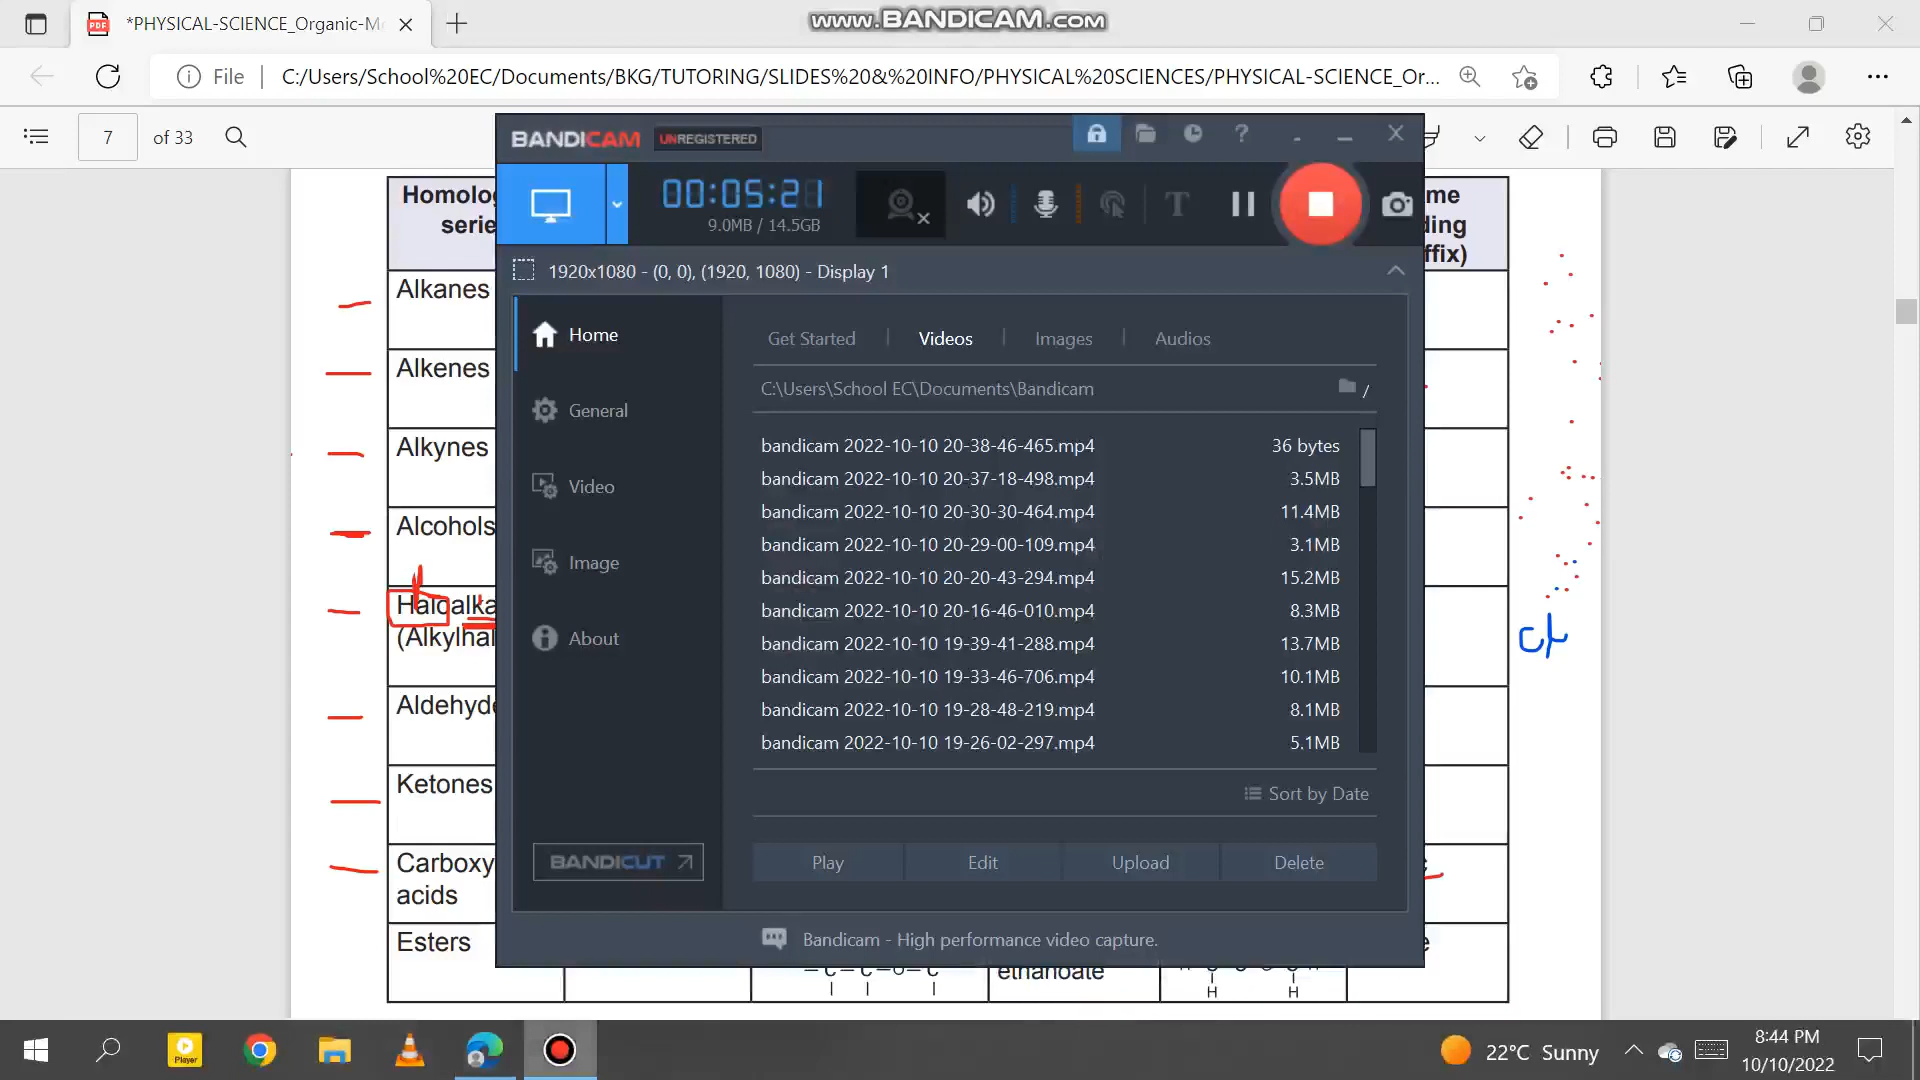 *PHYSICAL-SCIENCE_Organic-Mo
www.BANDICAM.com
File
C:/Users/School%20EC/Documents/BKG/TUTORING/SLIDES%20&%20INFO/PHYSICAL%20SCIENCES/PHYSICAL-SCIENCE_Or...
7 of 33
BANDICAM UNREGISTERED
00:05:21
9.0MB / 14.5GB
1920x1080 - (0, 0), (1920, 1080) - Display 1
Home
General
Video
Image
About
BANDICUT
Get Started
Videos
Images
Audios
C:\Users\School EC\Documents\Bandicam
/
bandicam 2022-10-10 20-38-46-465.mp4 36 bytes
bandicam 2022-10-10 20-37-18-498.mp4 3.5MB
bandicam 2022-10-10 20-30-30-464.mp4 11.4MB
bandicam 2022-10-10 20-29-00-109.mp4 3.1MB
bandicam 2022-10-10 20-20-43-294.mp4 15.2MB
bandicam 2022-10-10 20-16-46-010.mp4 8.3MB
bandicam 2022-10-10 19-39-41-288.mp4 13.7MB
bandicam 2022-10-10 19-33-46-706.mp4 10.1MB
bandicam 2022-10-10 19-28-48-219.mp4 8.1MB
bandicam 2022-10-10 19-26-02-297.mp4 5.1MB
Sort by Date
Play
Edit
Upload
Delete
Bandicam - High performance video capture.
Homolog
serie
me
ding
ffix)
Alkanes
Alkenes
Alkynes
Alcohols
Haloalka
(Alkylhal
Aldehyde
Ketones
Carboxy
acids
Esters
ethanoate
H H
22°C Sunny
8:44 PM
10/10/2022